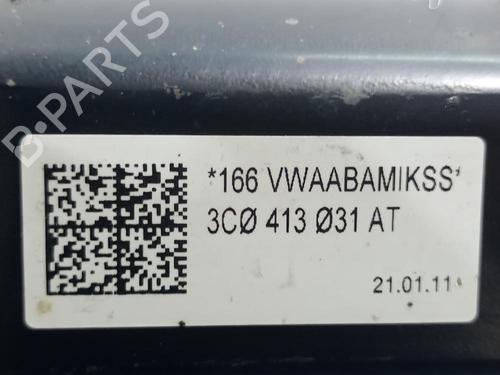 *166 VWAABAMIKSS*
3CØ 413 Ø31 AT
21.01.11
B-PARTS